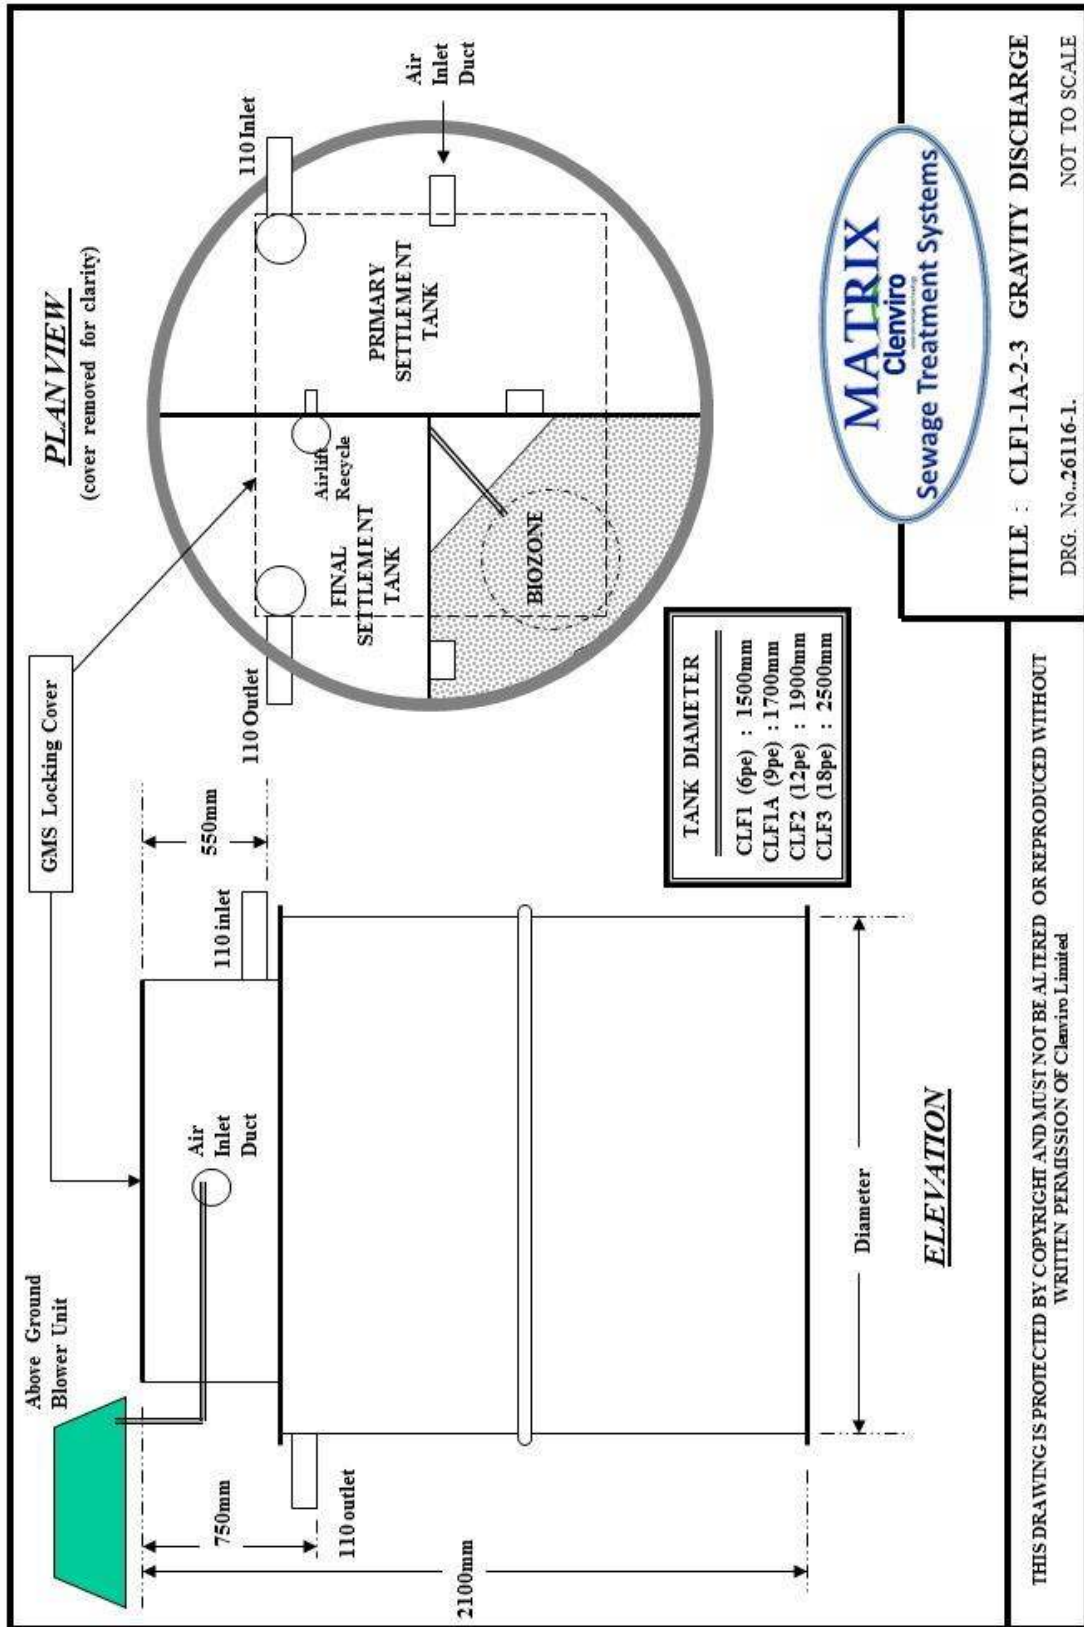 PLAN VIEW
(cover removed for clarity)
GMS Locking Cover
110 Inlet
Air
Inlet
Duct
PRIMARY
SETTLEMENT
TANK
Airlift
Recycle
FINAL
SETTLEMENT
TANK
BIOZONE
110 Outlet
Above Ground
Blower Unit
Air
Inlet
Duct
110 inlet
550mm
750mm
110 outlet
2100mm
Diameter
ELEVATION
TANK DIAMETER
CLF1 (6pe) : 1500mm
CLF1A (9pe) : 1700mm
CLF2 (12pe) : 1900mm
CLF3 (18pe) : 2500mm
MATRIX
Clenviro
Sewage Treatment Systems
TITLE : CLF1-1A-2-3 GRAVITY DISCHARGE
DRG. No..26116-1. NOT TO SCALE
THIS DRAWING IS PROTECTED BY COPYRIGHT AND MUST NOT BE ALTERED OR REPRODUCED WITHOUT
WRITTEN PERMISSION OF Clenviro Limited